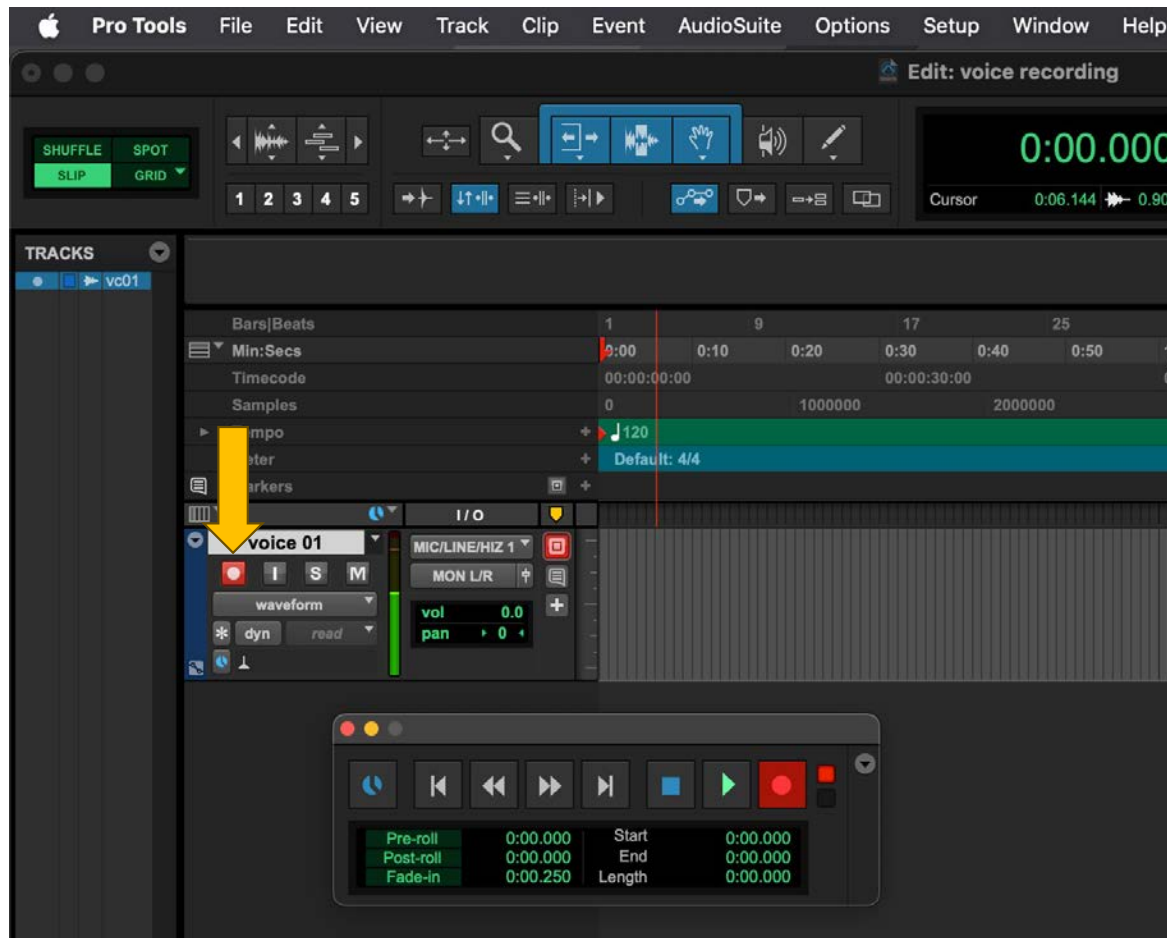 Pro Tools File Edit View Track Clip Event AudioSuite Options Setup Window Help
Edit: voice recording
SHUFFLE SPOT
SLIP GRID
1 2 3 4 5
0:00.000
Cursor 0:06.144 0.90
TRACKS
vc01
Bars|Beats 1 9 17 25
Min:Secs 0:00 0:10 0:20 0:30 0:40 0:50
Timecode 00:00:00:00 00:00:30:00
Samples 0 1000000 2000000
120
Default: 4/4
I/O
voice 01 MIC/LINE/HIZ 1
I S M MON L/R
waveform vol 0.0
dyn read pan 0
Pre-roll 0:00.000 Start 0:00.000
Post-roll 0:00.000 End 0:00.000
Fade-in 0:00.250 Length 0:00.000